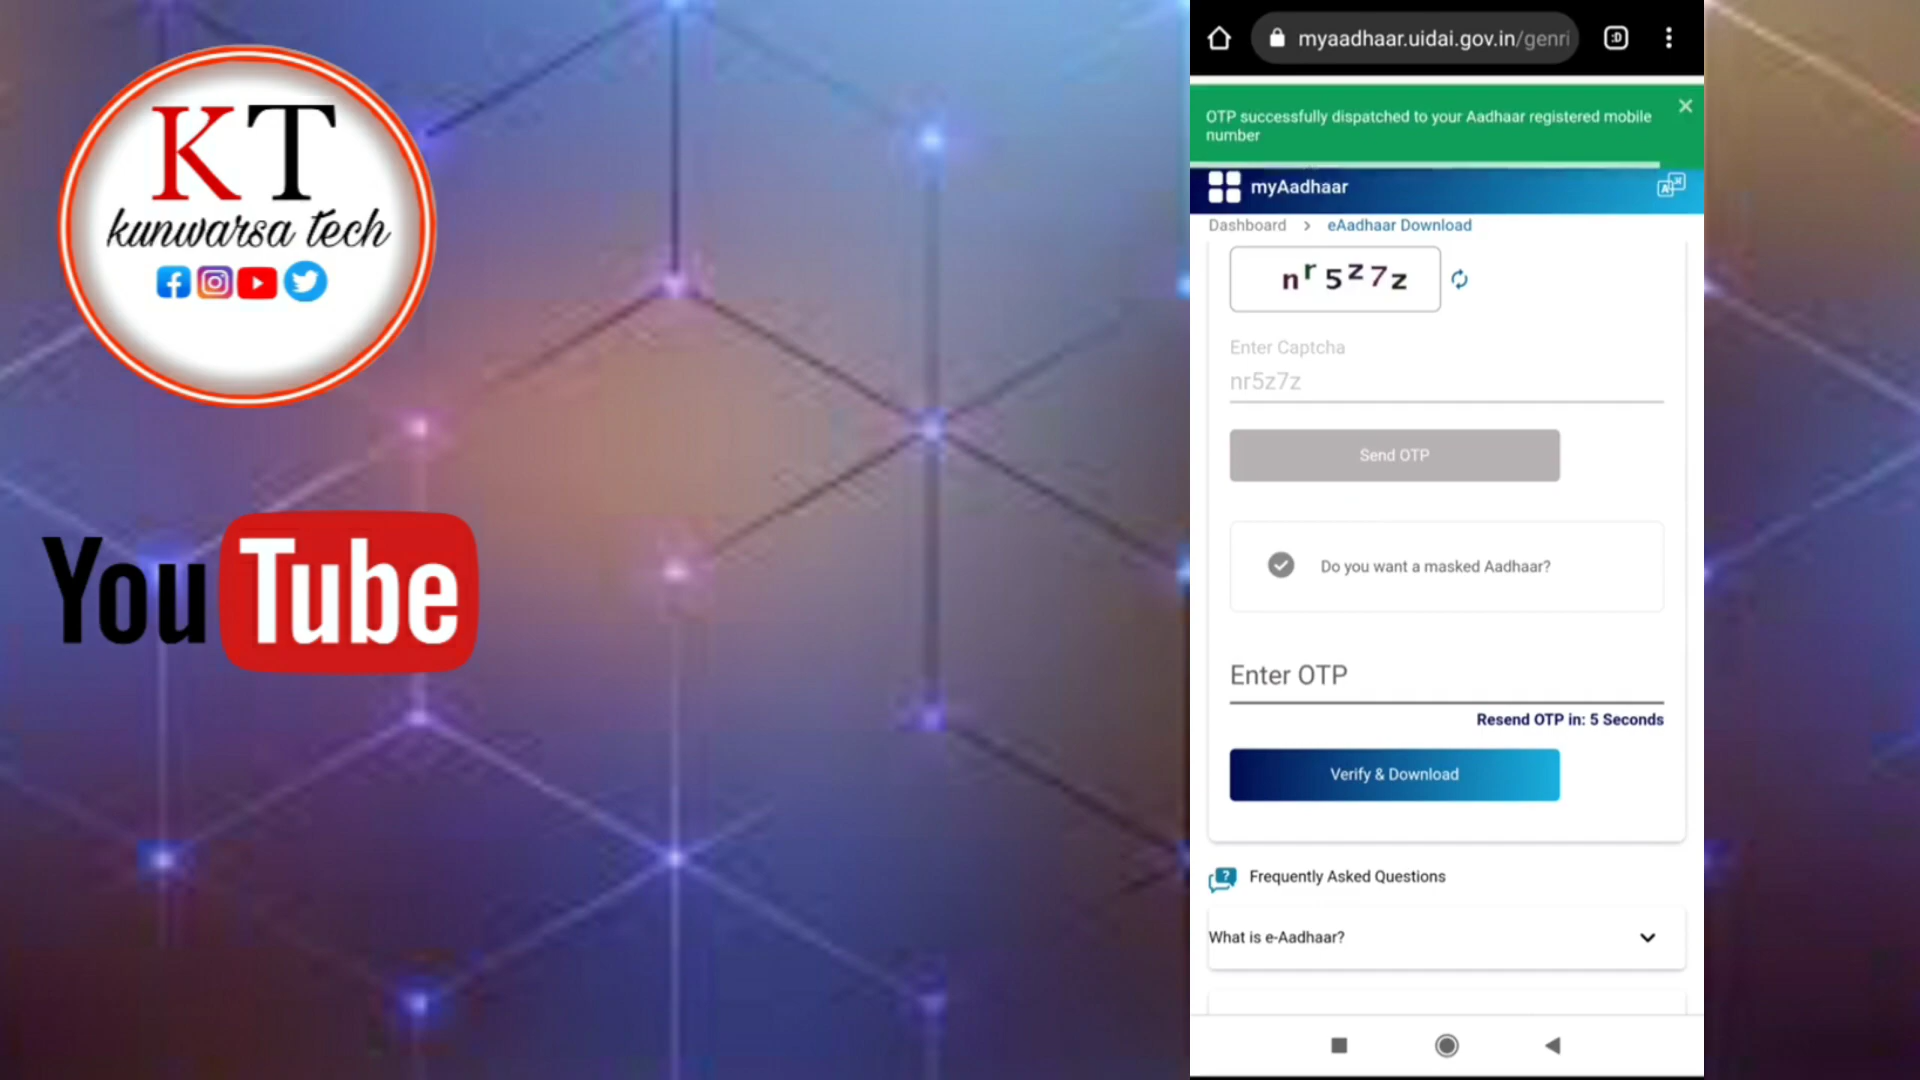 KT
kunwarsa tech
YouTube
myaadhaar.uidai.gov.in/genri
:D
OTP successfully dispatched to your Aadhaar registered mobile
number
myAadhaar
Dashboard > eAadhaar Download
nr5z7z
Enter Captcha
nr5z7z
Send OTP
Do you want a masked Aadhaar?
Enter OTP
Resend OTP in: 5 Seconds
Verify & Download
Frequently Asked Questions
What is e-Aadhaar?